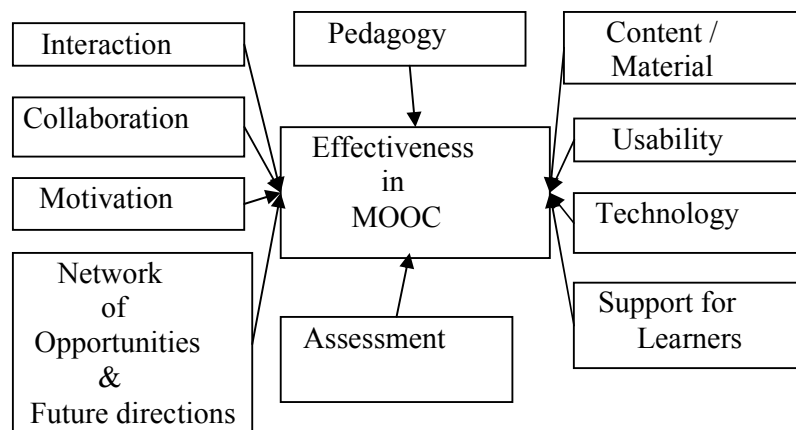 Interaction
Collaboration
Motivation
Network
of
Opportunities
&
Future directions
Pedagogy
Effectiveness
in
MOOC
Assessment
Content /
Material
Usability
Technology
Support for
Learners